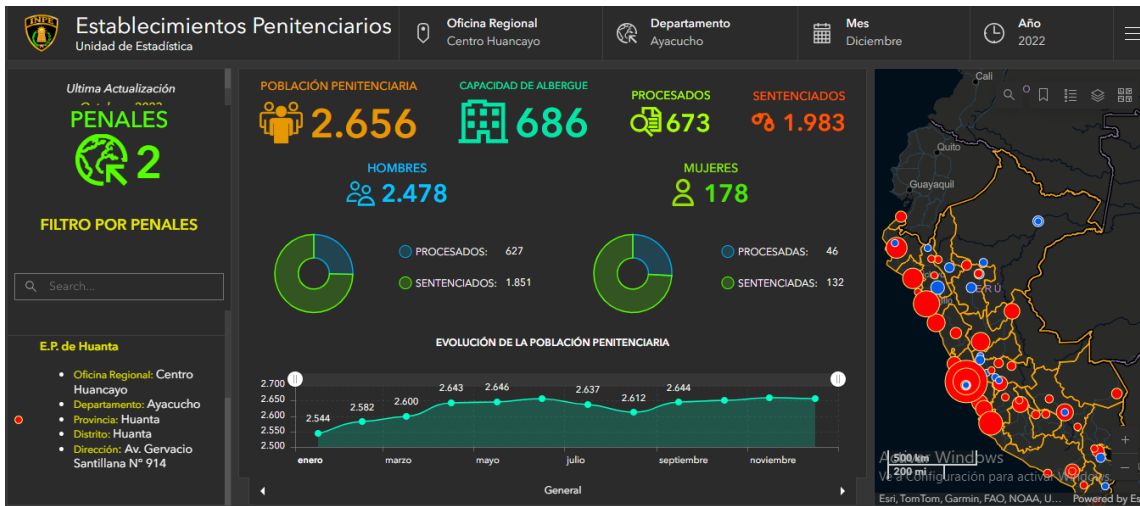 INPE
Establecimientos Penitenciarios
Unidad de Estadística
Oficina Regional
Centro Huancayo
Departamento
Ayacucho
Mes
Diciembre
Año
2022
Ultima Actualización
PENALES
2
FILTRO POR PENALES
Search...
E.P. de Huanta
Oficina Regional: Centro
Huancayo
Departamento: Ayacucho
Provincia: Huanta
Distrito: Huanta
Dirección: Av. Gervacio
Santillana N° 914
POBLACIÓN PENITENCIARIA
2.656
CAPACIDAD DE ALBERGUE
686
PROCESADOS
673
SENTENCIADOS
1.983
HOMBRES
2.478
MUJERES
178
PROCESADOS: 627
SENTENCIADOS: 1.851
PROCESADAS: 46
SENTENCIADAS: 132
EVOLUCIÓN DE LA POBLACIÓN PENITENCIARIA
2.700
2.650
2.600
2.550
2.500
2.544
2.582
2.600
2.643
2.646
2.637
2.612
2.644
enero
marzo
mayo
julio
septiembre
noviembre
General
Cali
Quito
Guayaquil
PERÚ
500 km
200 mi
Windows
Ve a Configuración para activar Windows.
Esri, TomTom, Garmin, FAO, NOAA, U...
Powered by Es